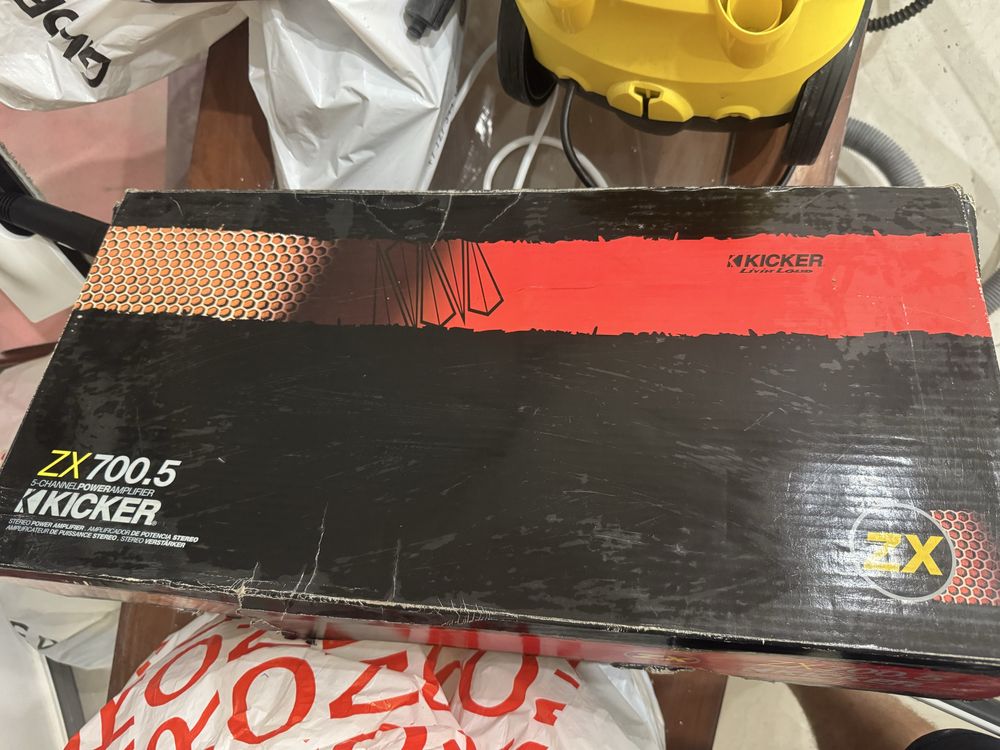 KICKER
Livin' Loud
ZX700.5
5-CHANNEL POWER AMPLIFIER
KICKER
STEREO POWER AMPLIFIER . AMPLIFICADOR DE POTENCIA STEREO
AMPLIFICATEUR DE PUISSANCE STEREO . STEREO VERSTÄRKER
ZX
ZX